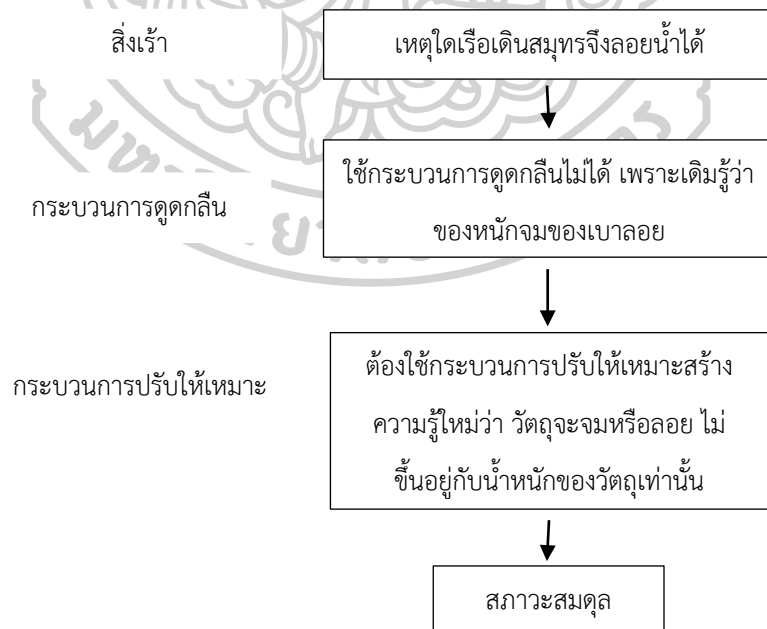 สิ่งเร้า
เหตุใดเรือเดินสมุทรจึงลอยน้ำได้
กระบวนการดูดกลืน
ใช้กระบวนการดูดกลืนไม่ได้ เพราะเดิมรู้ว่า
ของหนักจมของเบาลอย
กระบวนการปรับให้เหมาะ
ต้องใช้กระบวนการปรับให้เหมาะสร้าง
ความรู้ใหม่ว่า วัตถุจะจมหรือลอย ไม่
ขึ้นอยู่กับน้ำหนักของวัตถุเท่านั้น
สภาวะสมดุล